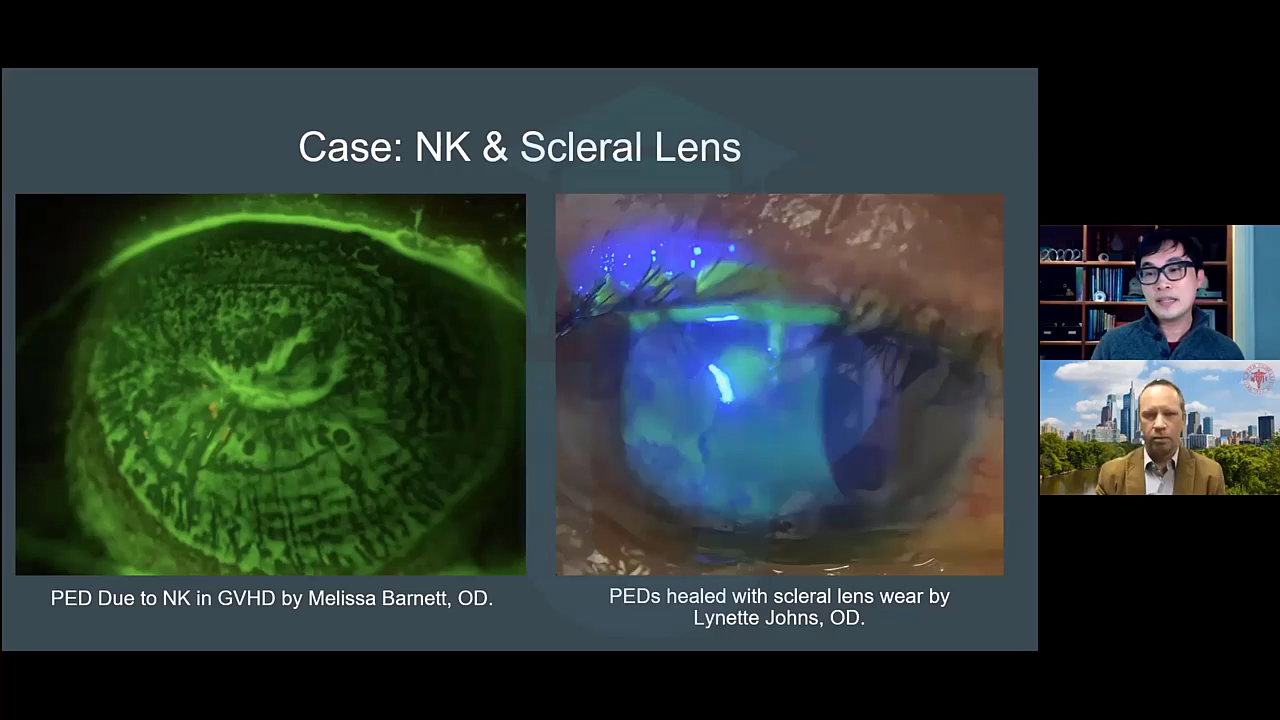 Case: NK & Scleral Lens
PED Due to NK in GVHD by Melissa Barnett, OD.
PEDs healed with scleral lens wear by
Lynette Johns, OD.